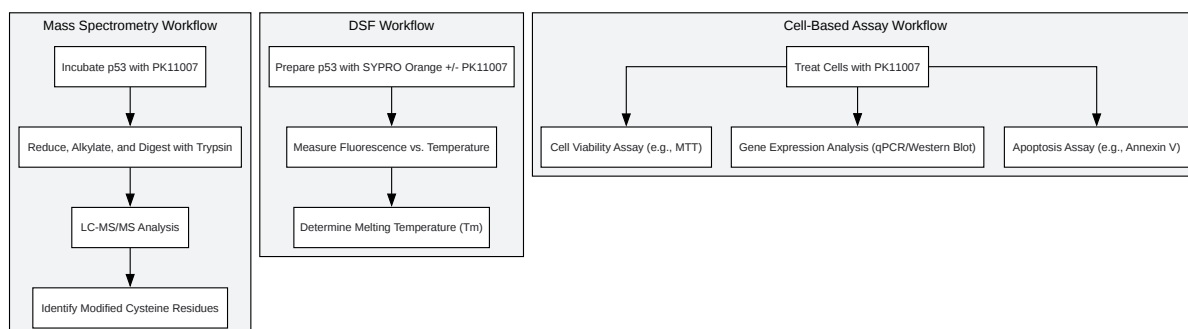 Mass Spectrometry Workflow
Incubate p53 with PK11007
Reduce, Alkylate, and Digest with Trypsin
LC-MS/MS Analysis
Identify Modified Cysteine Residues
DSF Workflow
Prepare p53 with SYPRO Orange +/- PK11007
Measure Fluorescence vs. Temperature
Determine Melting Temperature (Tm)
Cell-Based Assay Workflow
Treat Cells with PK11007
Cell Viability Assay (e.g., MTT)
Gene Expression Analysis (qPCR/Western Blot)
Apoptosis Assay (e.g., Annexin V)